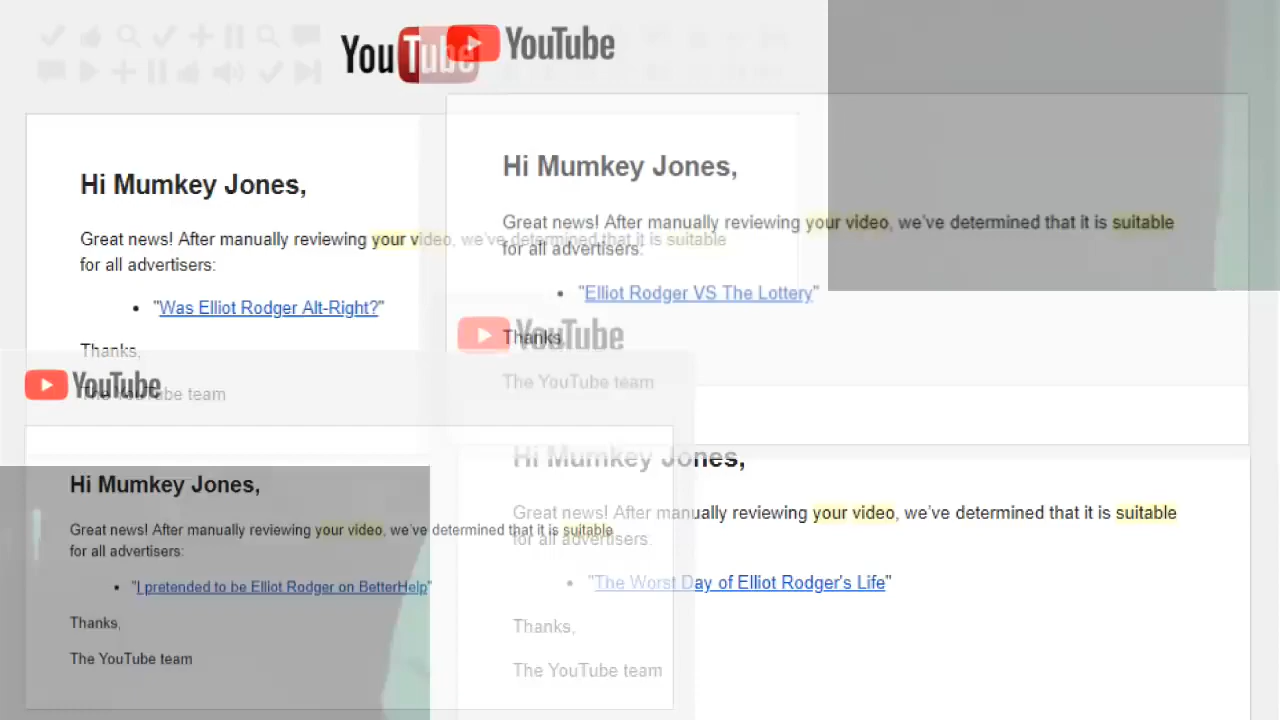 YouTube
YouTube
Hi Mumkey Jones,
Great news! After manually reviewing your video, we've determined that it is suitable
for all advertisers:
"Was Elliot Rodger Alt-Right?"
Thanks,
The YouTube team
Hi Mumkey Jones,
Great news! After manually reviewing your video, we've determined that it is suitable
for all advertisers:
"Elliot Rodger VS The Lottery"
Thanks,
The YouTube team
YouTube
Hi Mumkey Jones,
Great news! After manually reviewing your video, we've determined that it is suitable
for all advertisers:
"I pretended to be Elliot Rodger on BetterHelp"
Thanks,
The YouTube team
YouTube
Hi Mumkey Jones,
Great news! After manually reviewing your video, we've determined that it is suitable
for all advertisers:
"The Worst Day of Elliot Rodger's Life"
Thanks,
The YouTube team